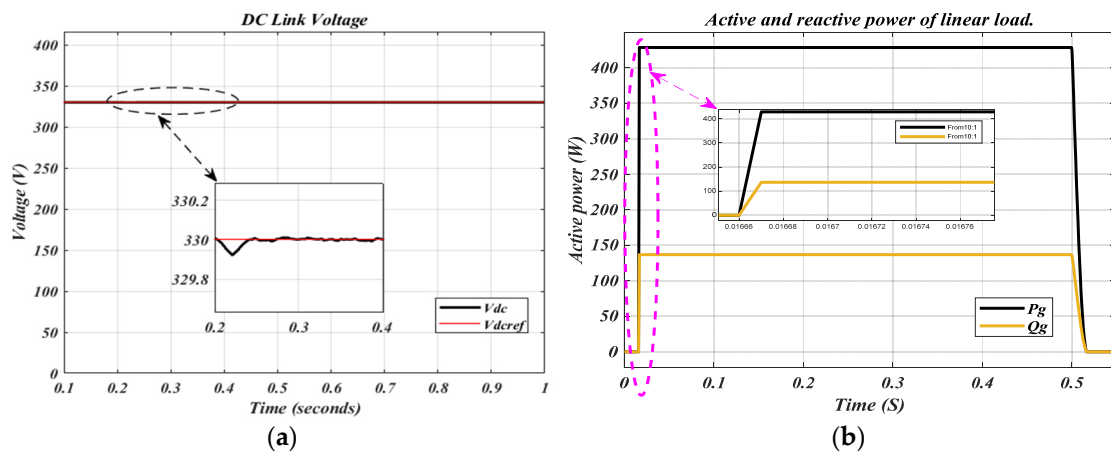 DC Link Voltage
400
350
300
250
200
150
100
50
0
Voltage (V)
330.2
330
329.8
0.2 0.3 0.4
Vdc
Vdcref
0.1 0.2 0.3 0.4 0.5 0.6 0.7 0.8 0.9 1
Time (seconds)
(a)
Active and reactive power of linear load.
400
350
300
250
200
150
100
50
0
Active power (W)
400
300
200
100
0
From10:1
From10:1
0.01666 0.01668 0.0167 0.01672 0.01674 0.01676
Pg
Qg
0 0.1 0.2 0.3 0.4 0.5
Time (S)
(b)